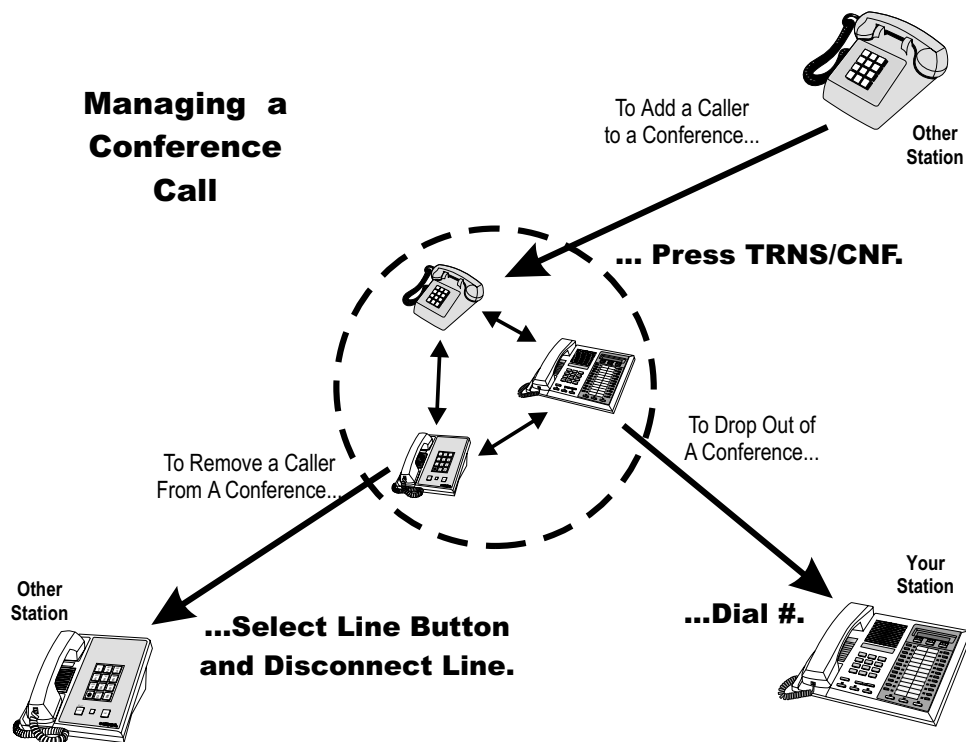 Managing a
Conference
Call
To Add a Caller
to a Conference...
Other
Station
... Press TRNS/CNF.
To Drop Out of
A Conference...
To Remove a Caller
From A Conference...
Other
Station
...Select Line Button
and Disconnect Line.
...Dial #.
Your
Station